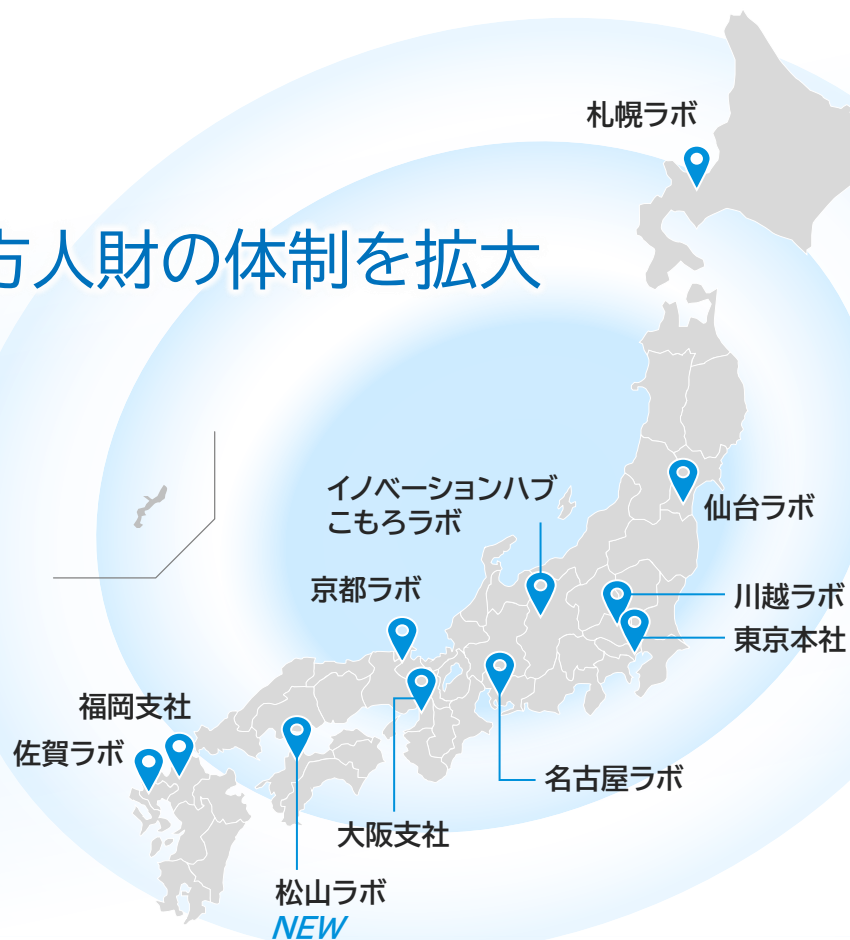 札幌ラボ
方人財の体制を拡大
イノベーションハブ
こもろラボ
仙台ラボ
京都ラボ
川越ラボ
東京本社
福岡支社
佐賀ラボ
名古屋ラボ
大阪支社
松山ラボ
NEW